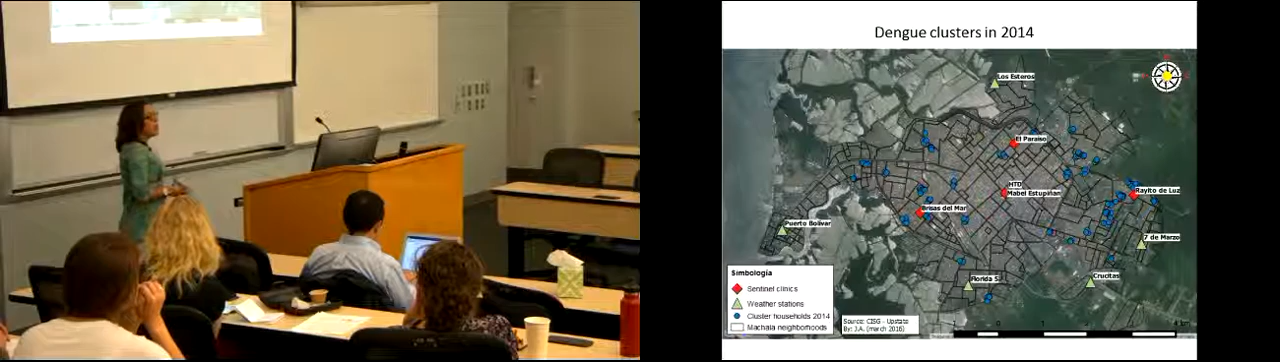 Dengue clusters in 2014
Los Esteros
El Paraiso
HTD
Mabel Estupiñan
Rayito de Luz
Brisas del Mar
Puerto Bolivar
7 de Marzo
Florida S.
Crucitas
Simbología
Sentinel clinics
Weather stations
Cluster households 2014
Machala neighborhoods
Source: CISG - Upstate
By: J.A. (march 2016)